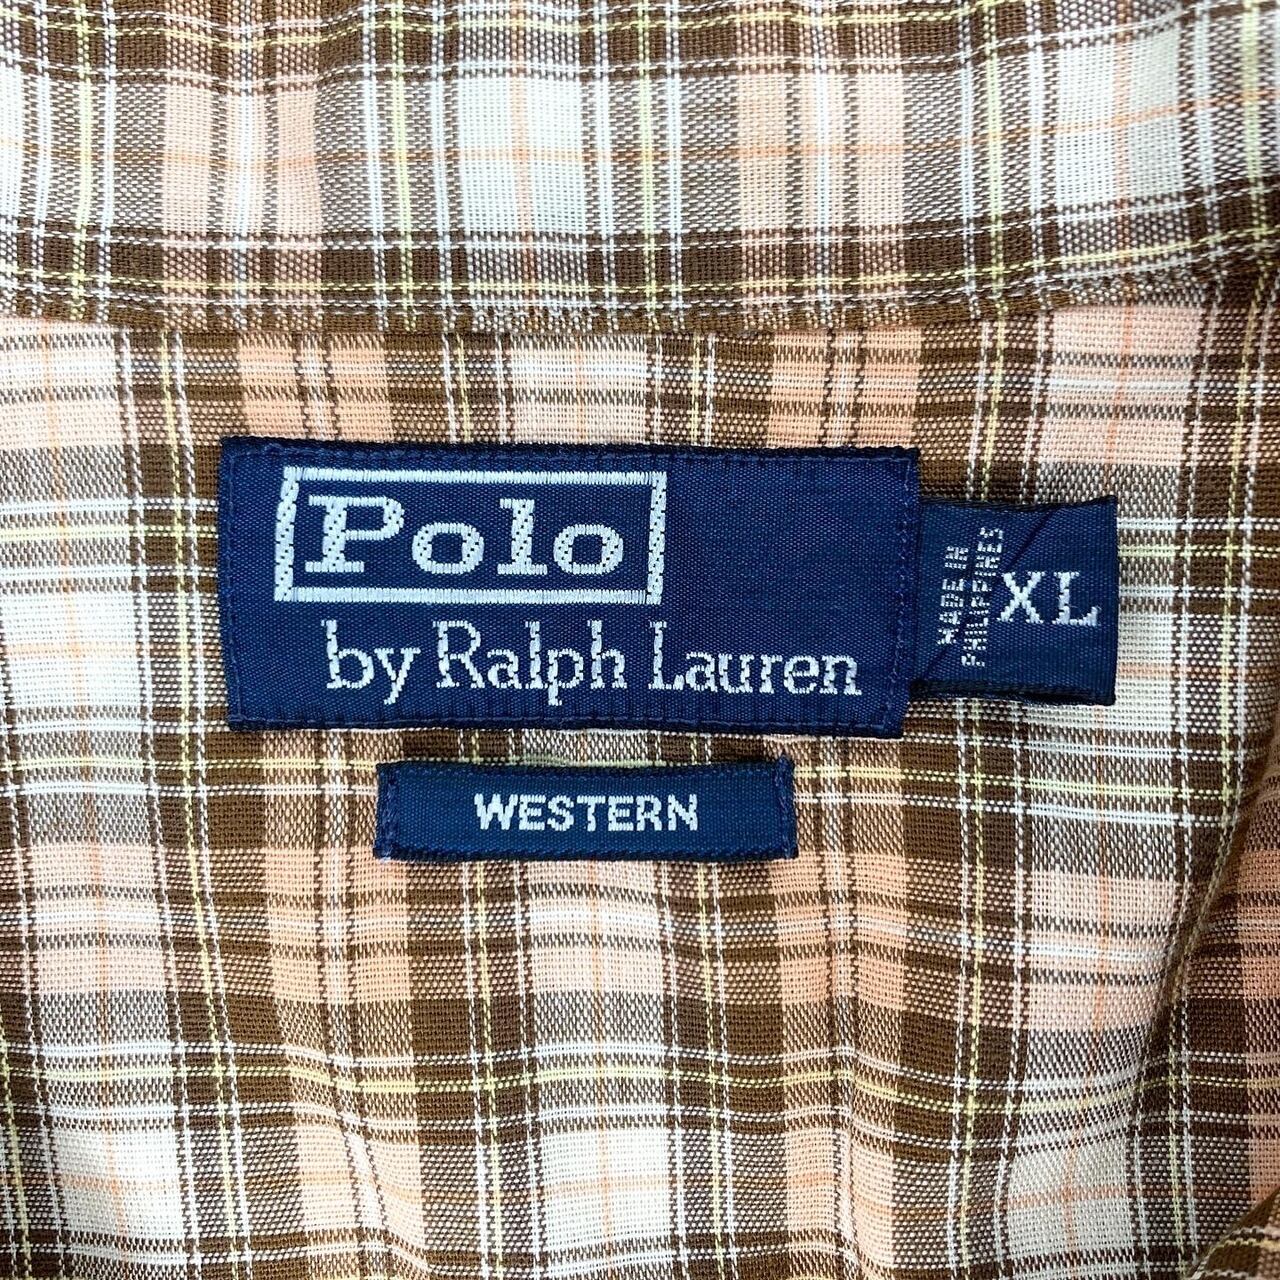 Polo
by Ralph Lauren
MADE IN
PHILIPPINES
XL
WESTERN